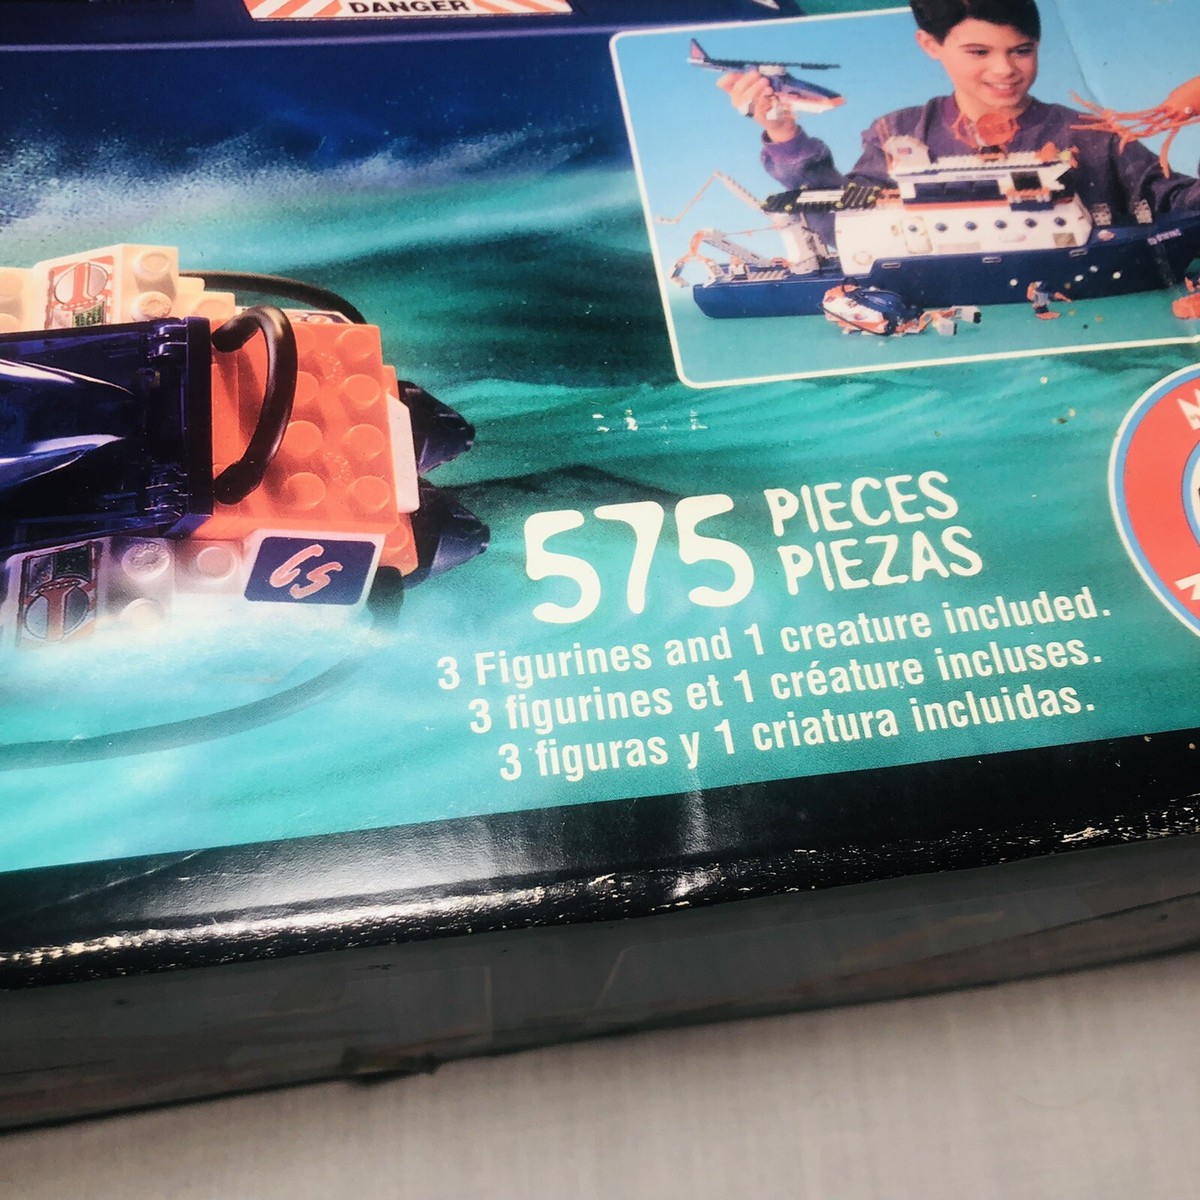 DANGER
575 PIECES
PIEZAS
3 Figurines and 1 creature included.
3 figurines et 1 créature incluses.
3 figuras y 1 criatura incluidas.
CS